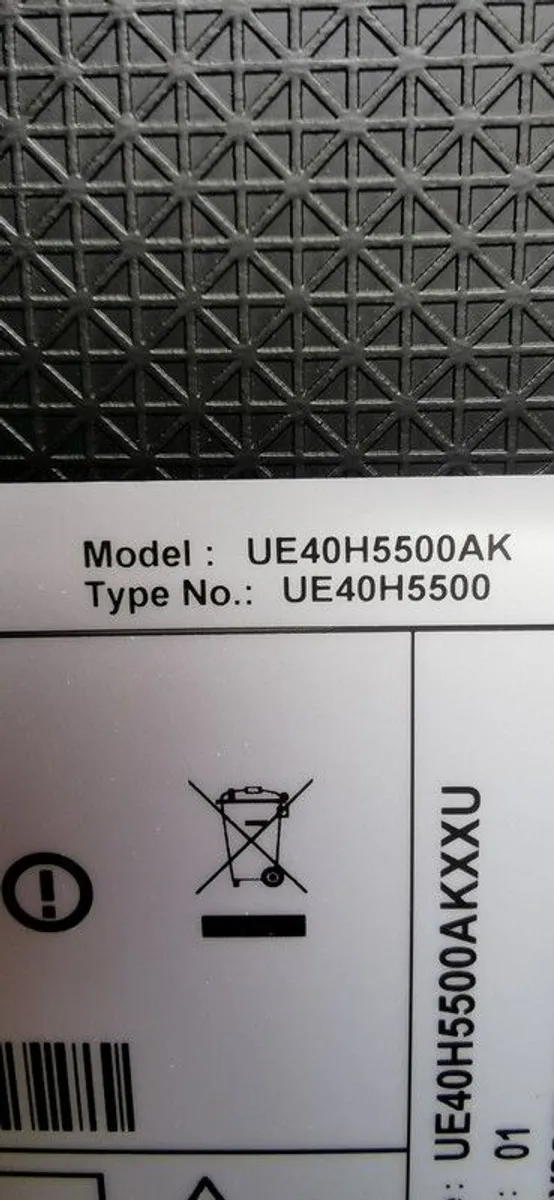 Model : UE40H5500AK
Type No.: UE40H5500
: UE40H5500AKXXU
: 01